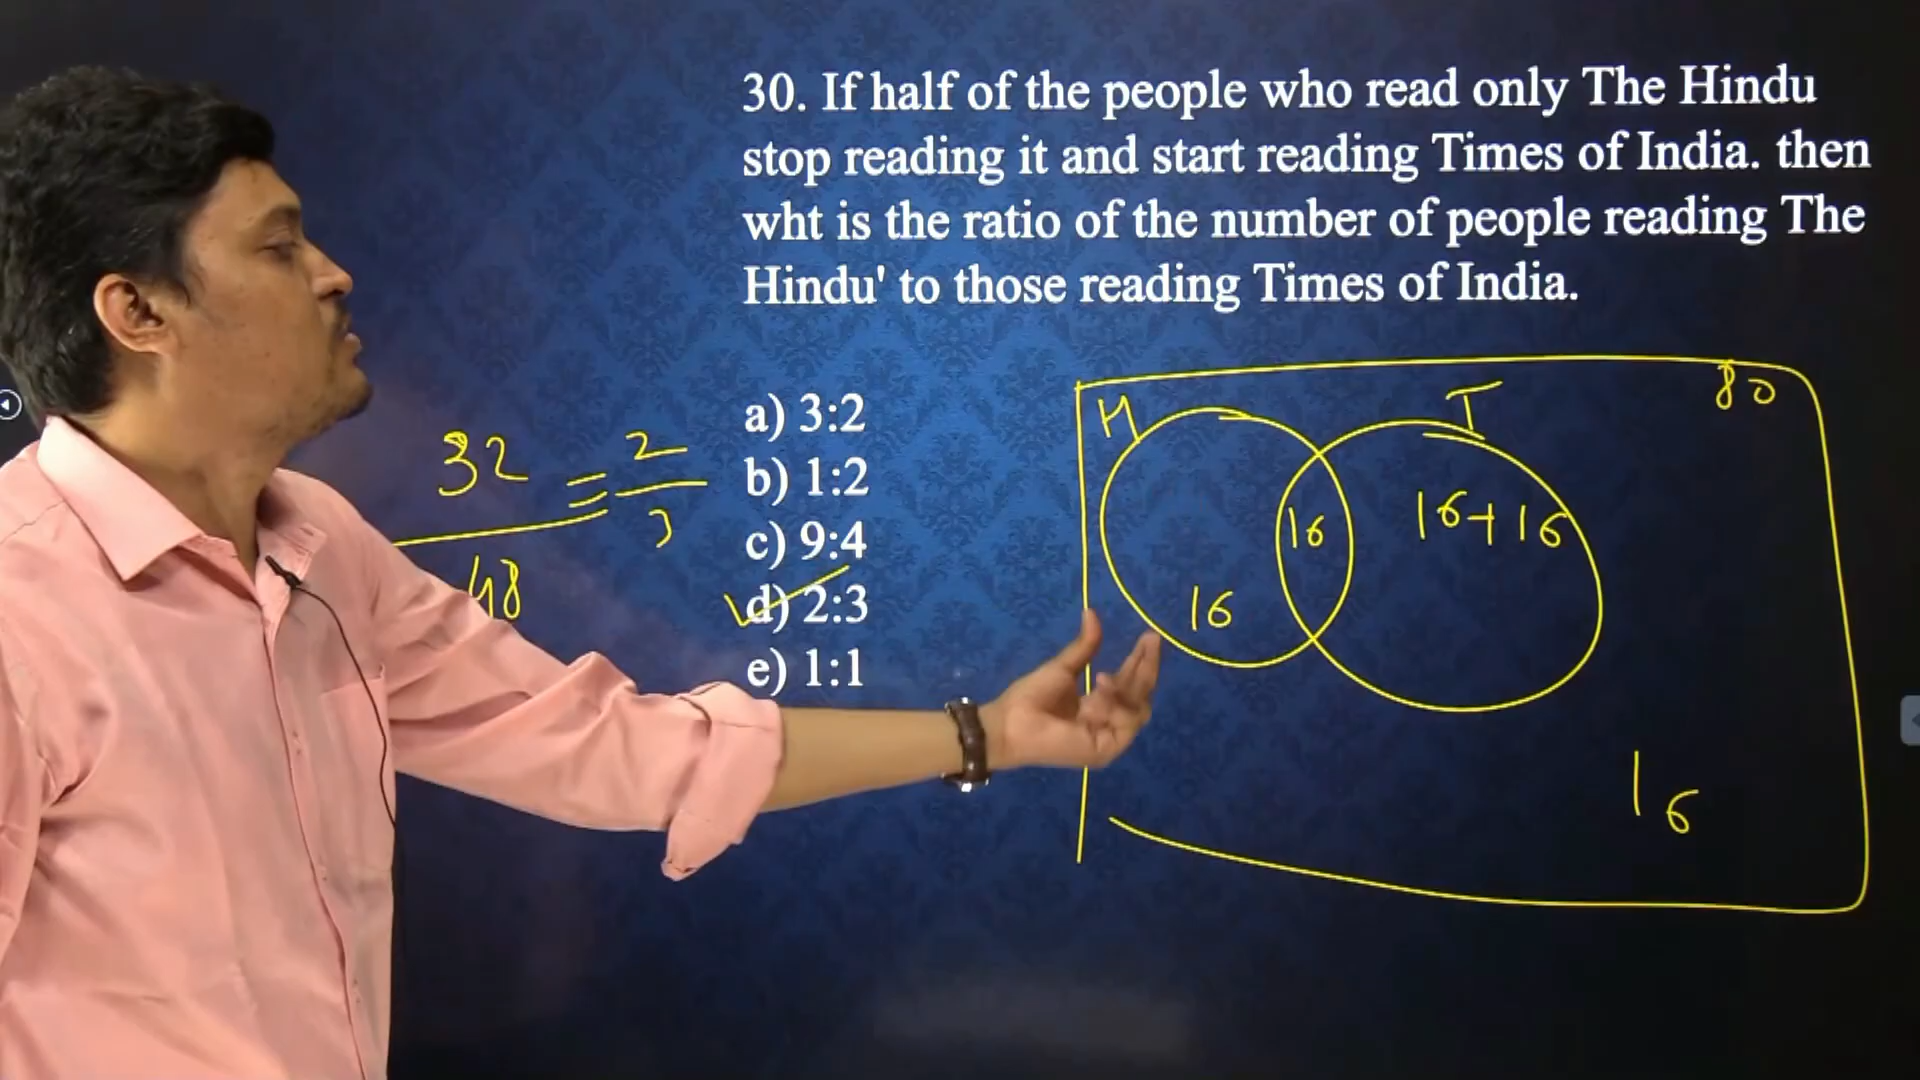 30. If half of the people who read only The Hindu
stop reading it and start reading Times of India. then
wht is the ratio of the number of people reading The
Hindu' to those reading Times of India.
a) 3:2
b) 1:2
c) 9:4
d) 2:3
e) 1:1
32
48
≡
2
3
H
T
80
16
16+16
16
16